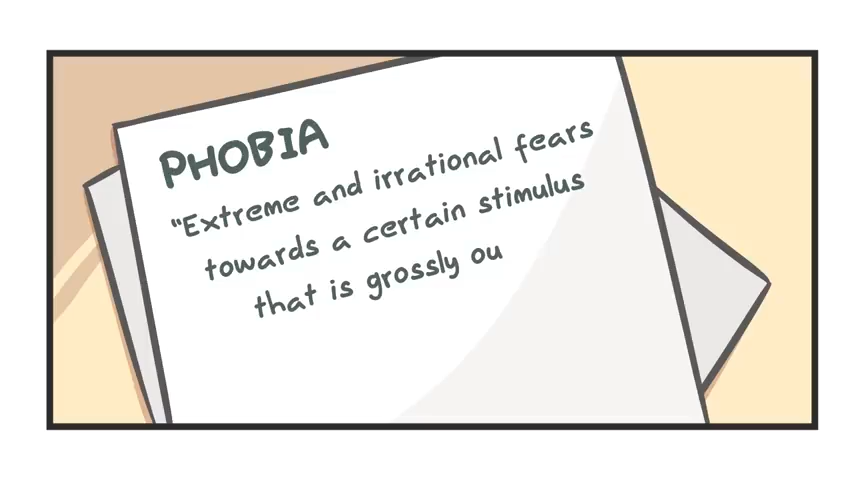 PHOBIA
"Extreme and irrational fears
towards a certain stimulus
that is grossly ou